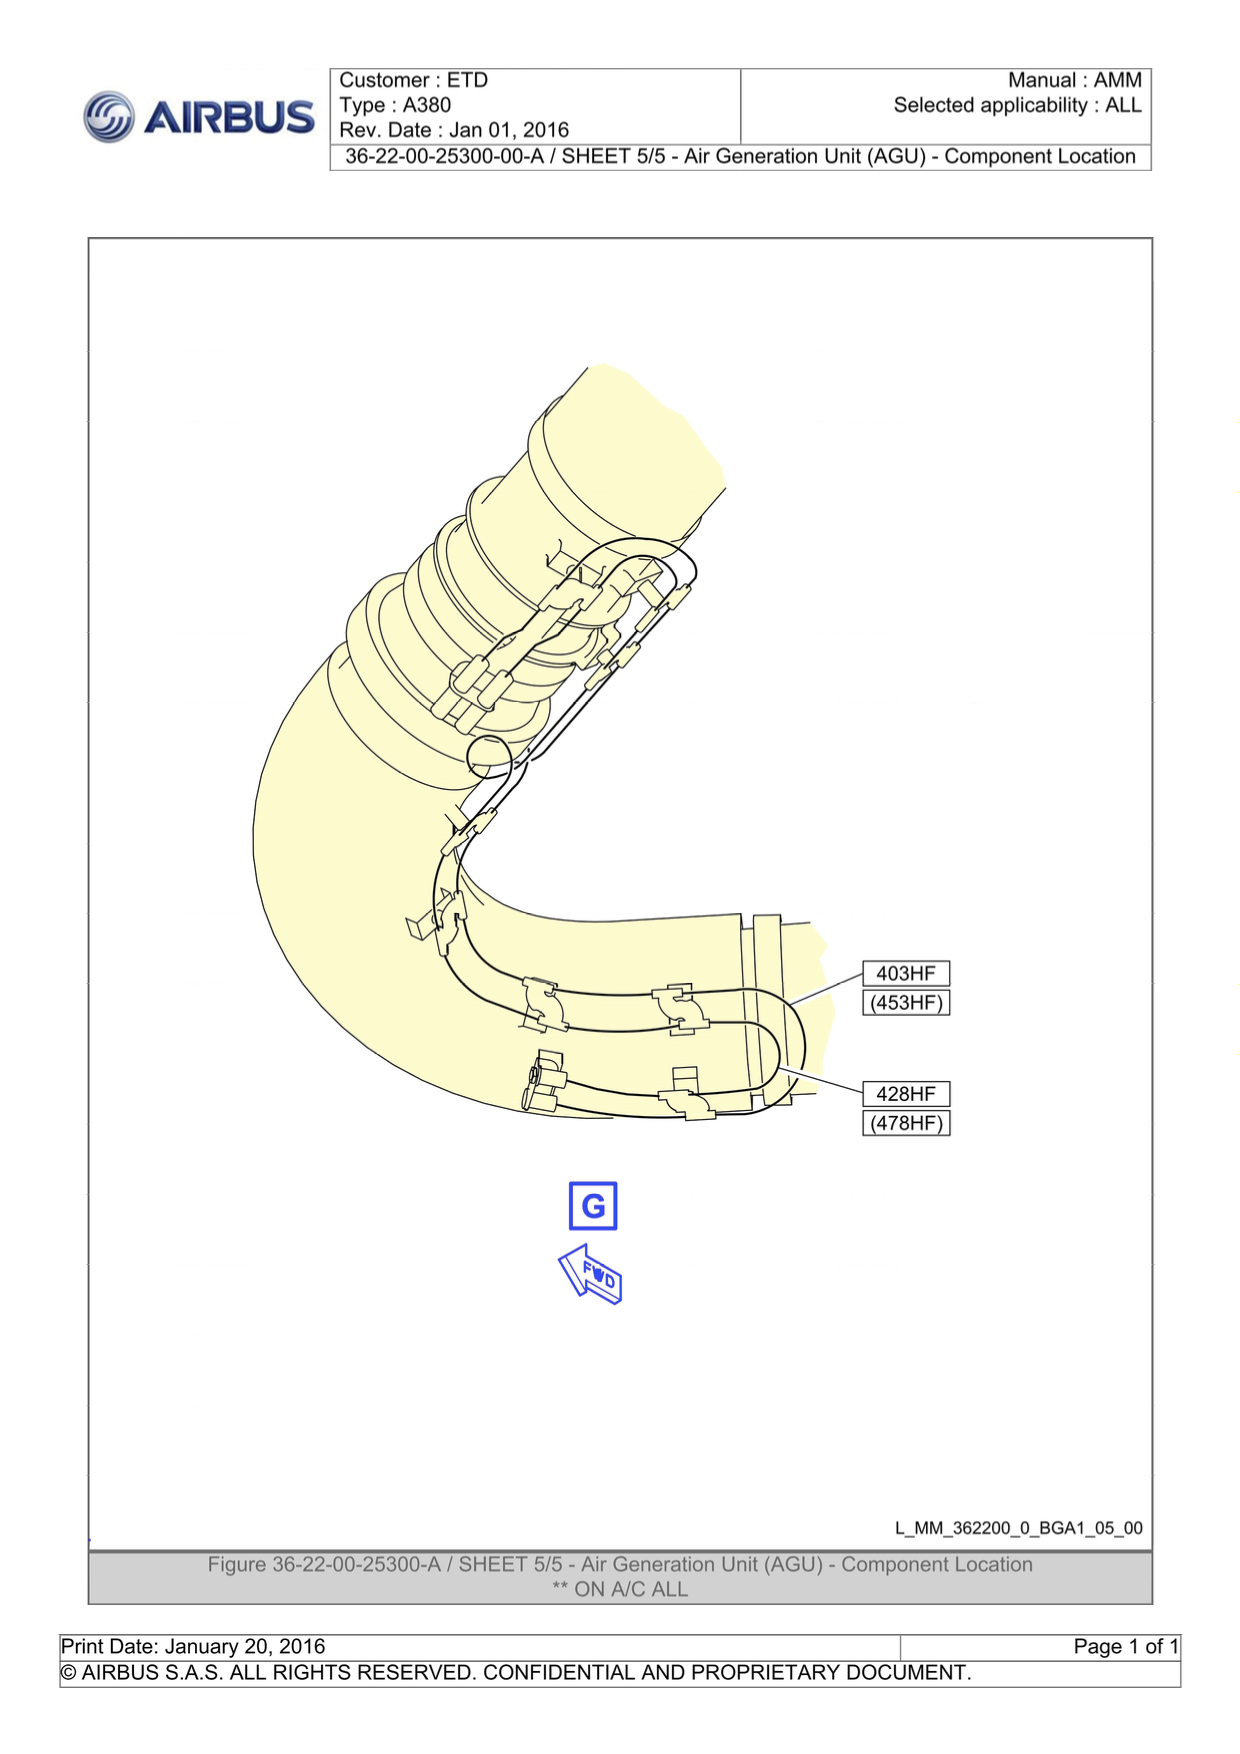 AIRBUS
Customer : ETD
Type : A380
Rev. Date : Jan 01, 2016
Manual : AMM
Selected applicability : ALL
36-22-00-25300-00-A / SHEET 5/5 - Air Generation Unit (AGU) - Component Location
403HF
(453HF)
428HF
(478HF)
G
FWD
L_MM_362200_0_BGA1_05_00
Figure 36-22-00-25300-A / SHEET 5/5 - Air Generation Unit (AGU) - Component Location
** ON A/C ALL
Print Date: January 20, 2016
Page 1 of 1
© AIRBUS S.A.S. ALL RIGHTS RESERVED. CONFIDENTIAL AND PROPRIETARY DOCUMENT.